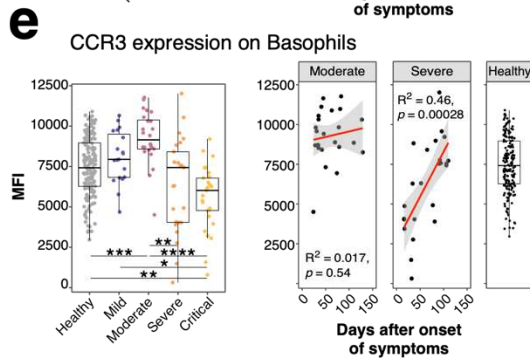 of symptoms
e
CCR3 expression on Basophils
MFI
12500
10000
7500
5000
2500
0
**
*** ****
*
**
Healthy
Mild
Moderate
Severe
Critical
Moderate
Severe
Healthy
12500
10000
7500
5000
2500
0
R² = 0.017,
p = 0.54
R² = 0.46,
p = 0.00028
0 50 100 150
0 50 100 150
Days after onset
of symptoms